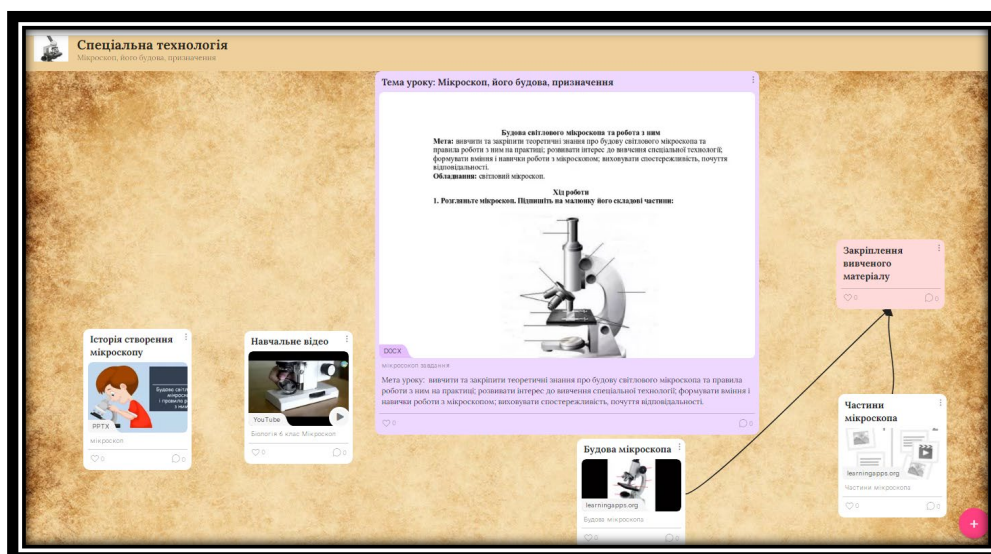 Спеціальна технологія
Мікроскоп, його будова, призначення
Тема уроку: Мікроскоп, його будова, призначення
Будова світлового мікроскопа та робота з ним
Мета: вивчити та закріпити теоретичні знання про будову світлового мікроскопа та
правила роботи з ним на практиці; розвивати інтерес до вивчення спеціальної технології;
формувати вміння і навички роботи з мікроскопом; виховувати спостережливість, почуття
відповідальності.
Обладнання: світловий мікроскоп.
Хід роботи
1. Розгляньте мікроскоп. Підпишіть на малюнку його складові частини:
DOCX
мікроскоп завдання
Мета уроку: вивчити та закріпити теоретичні знання про будову світлового мікроскопа та правила
роботи з ним на практиці; розвивати інтерес до вивчення спеціальної технології; формувати вміння і
навички роботи з мікроскопом; виховувати спостережливість, почуття відповідальності.
0
0
Історія створення
мікроскопу
PPTX
мікроскоп
0
0
Навчальне відео
YouTube
Біологія 6 клас Мікроскоп
0
0
Будова мікроскопа
learningapps.org
Будова мікроскопа
0
0
Закріплення
вивченого
матеріалу
0
0
Частини
мікроскопа
learningapps.org
Частини мікроскопа
0
0